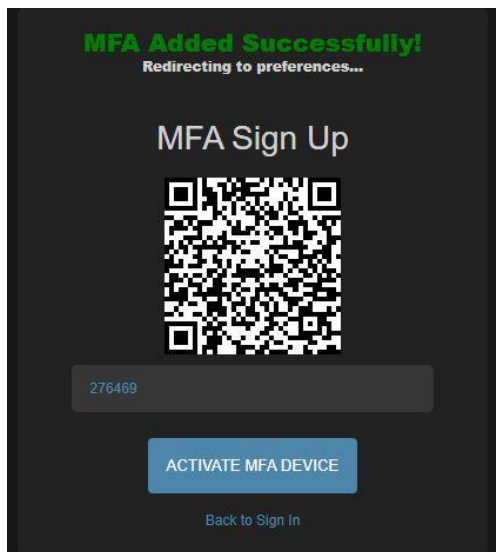 MFA Added Successfully!
Redirecting to preferences...
MFA Sign Up
276469
ACTIVATE MFA DEVICE
Back to Sign In